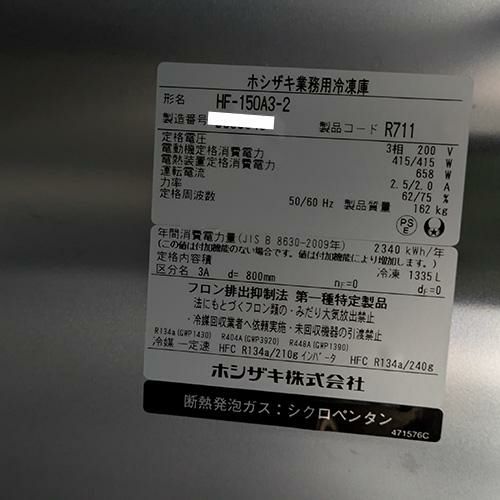 ホシザキ業務用冷凍庫
形名 HF-150A3-2
製造番号
製品コード R711
定格電圧 3相 200 V
電動機定格消費電力 415/415 W
電熱装置定格消費電力 658 W
運転電流 2.5/2.0 A
力率 62/75 %
定格周波数 50/60 Hz 製品質量 162 kg
PS E
年間消費電力量(JIS B 8630-2009年) 2340 kWh/年
(この値は付加機能のない場合です。値は付加機能により増加します。)
定格内容積 冷凍 1335 L
区分名 3A d= 800mm nF=0 dF=0
フロン排出抑制法 第一種特定製品
・法にもとづくフロン類の・みだり大気放出禁止
・冷媒回収業者へ依頼実施・未回収機器の引渡禁止
R134a(GWP1430) R404A(GWP3920) R448A(GWP1390)
冷媒 一定速 HFC R134a/210g インバータ HFC R134a/240g
ホシザキ株式会社
断熱発泡ガス:シクロペンタン
471576C